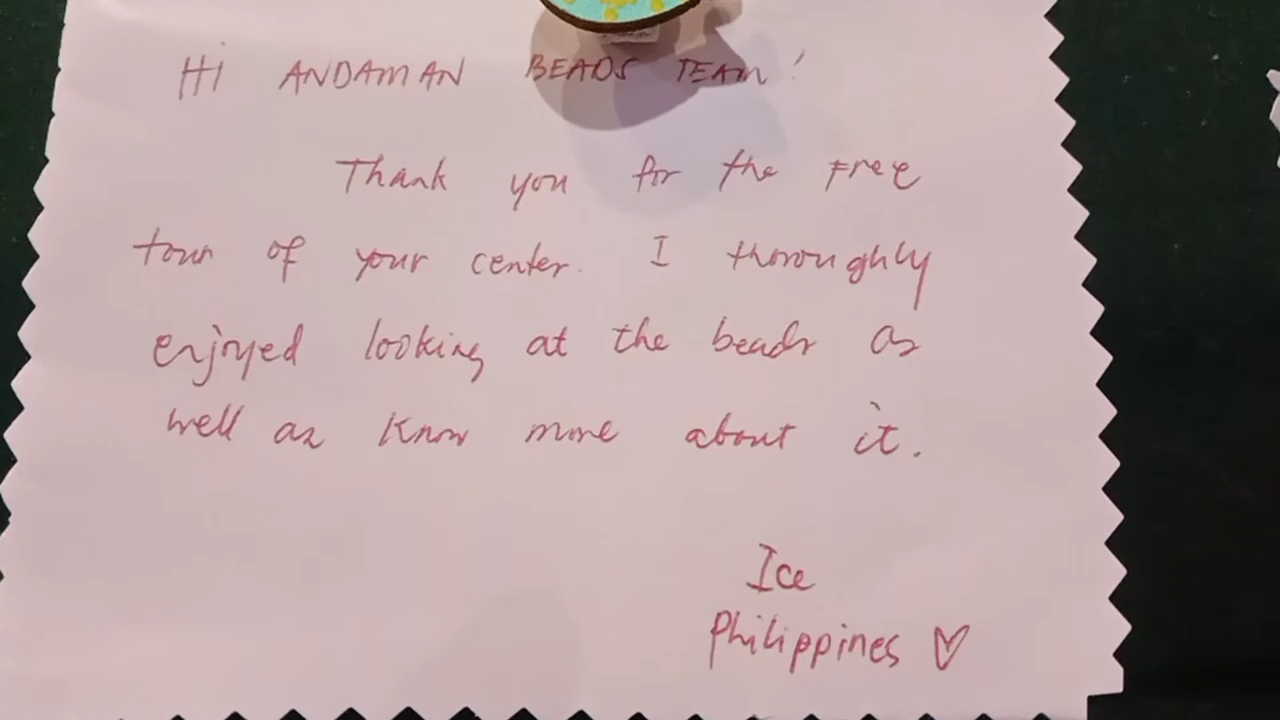 Hi ANDAMAN BEADS TEAM!
Thank you for the Free
tour of your center. I thoroughly
enjoyed looking at the beads as
well as know more about it.
Ice
Philippines ♡